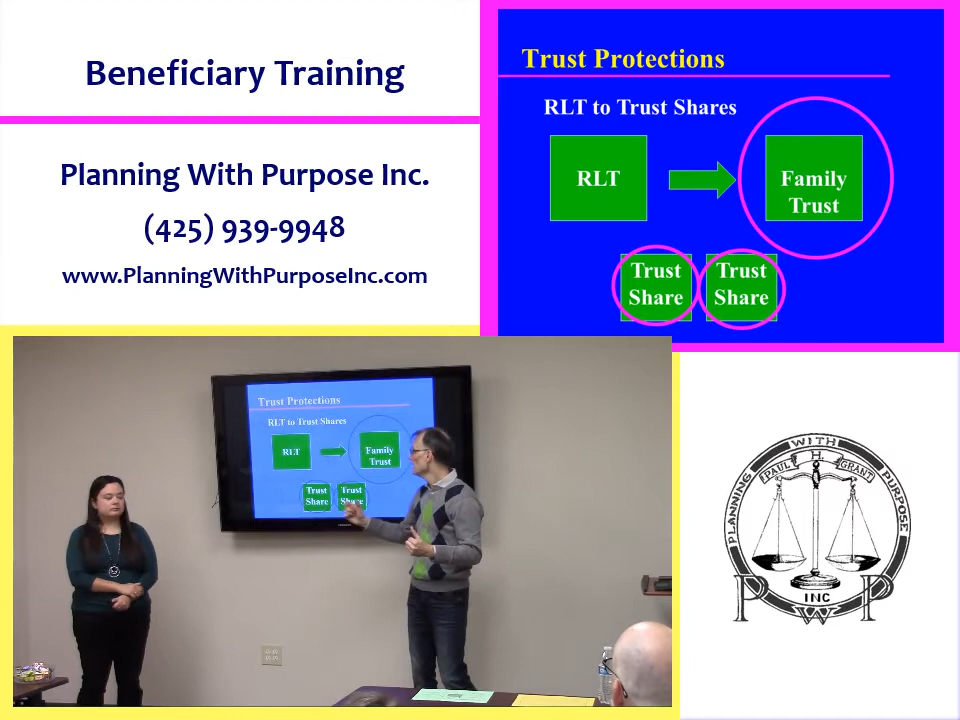 Beneficiary Training
Planning With Purpose Inc.
(425) 939-9948
www.PlanningWithPurposeInc.com
Trust Protections
RLT to Trust Shares
RLT
Family
Trust
Trust
Share
Trust
Share
Trust Protections
RLT to Trust Shares
RLT
Family
Trust
Trust
Share
Trust
Share
PLANNING WITH PURPOSE
PAUL H. GRANT
INC
P W P